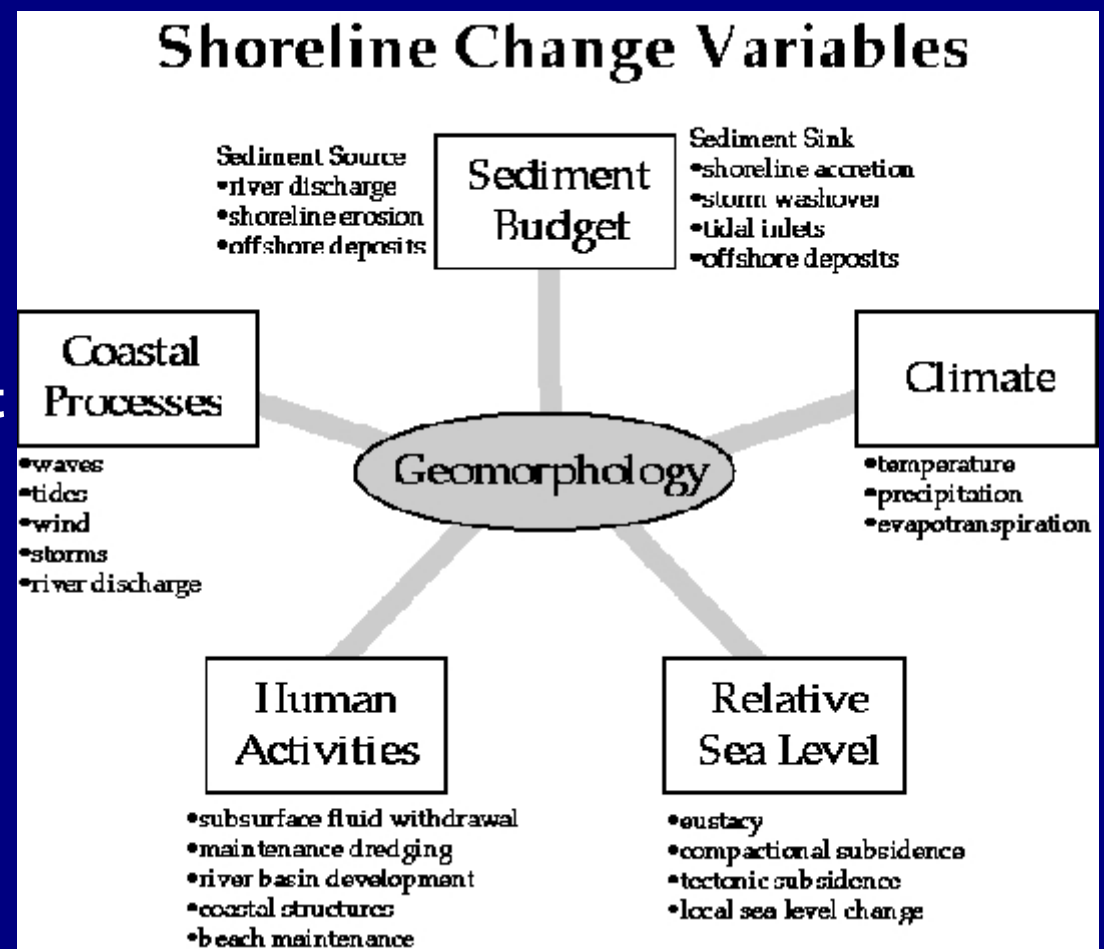 Shoreline Change Variables
Sediment Source
•river discharge
•shoreline erosion
•offshore deposits
Sediment
Budget
Sediment Sink
•shoreline accretion
•storm washover
•tidal inlets
•offshore deposits
Coastal
Processes
•waves
•tides
•wind
•storms
•river discharge
Climate
•temperature
•precipitation
•evapotranspiration
Geomorphology
Human
Activities
•subsurface fluid withdrawal
•maintenance dredging
•river basin development
•coastal structures
•beach maintenance
Relative
Sea Level
•eustacy
•compactional subsidence
•tectonic subsidence
•local sea level change